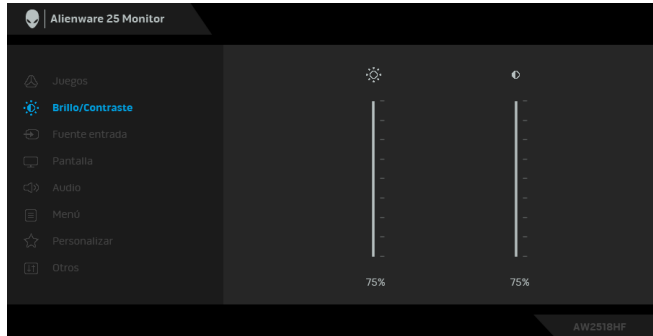 Alienware 25 Monitor
Juegos
Brillo/Contraste
Fuente entrada
Pantalla
Audio
Menú
Personalizar
Otros
75% 75%
AW2518HF